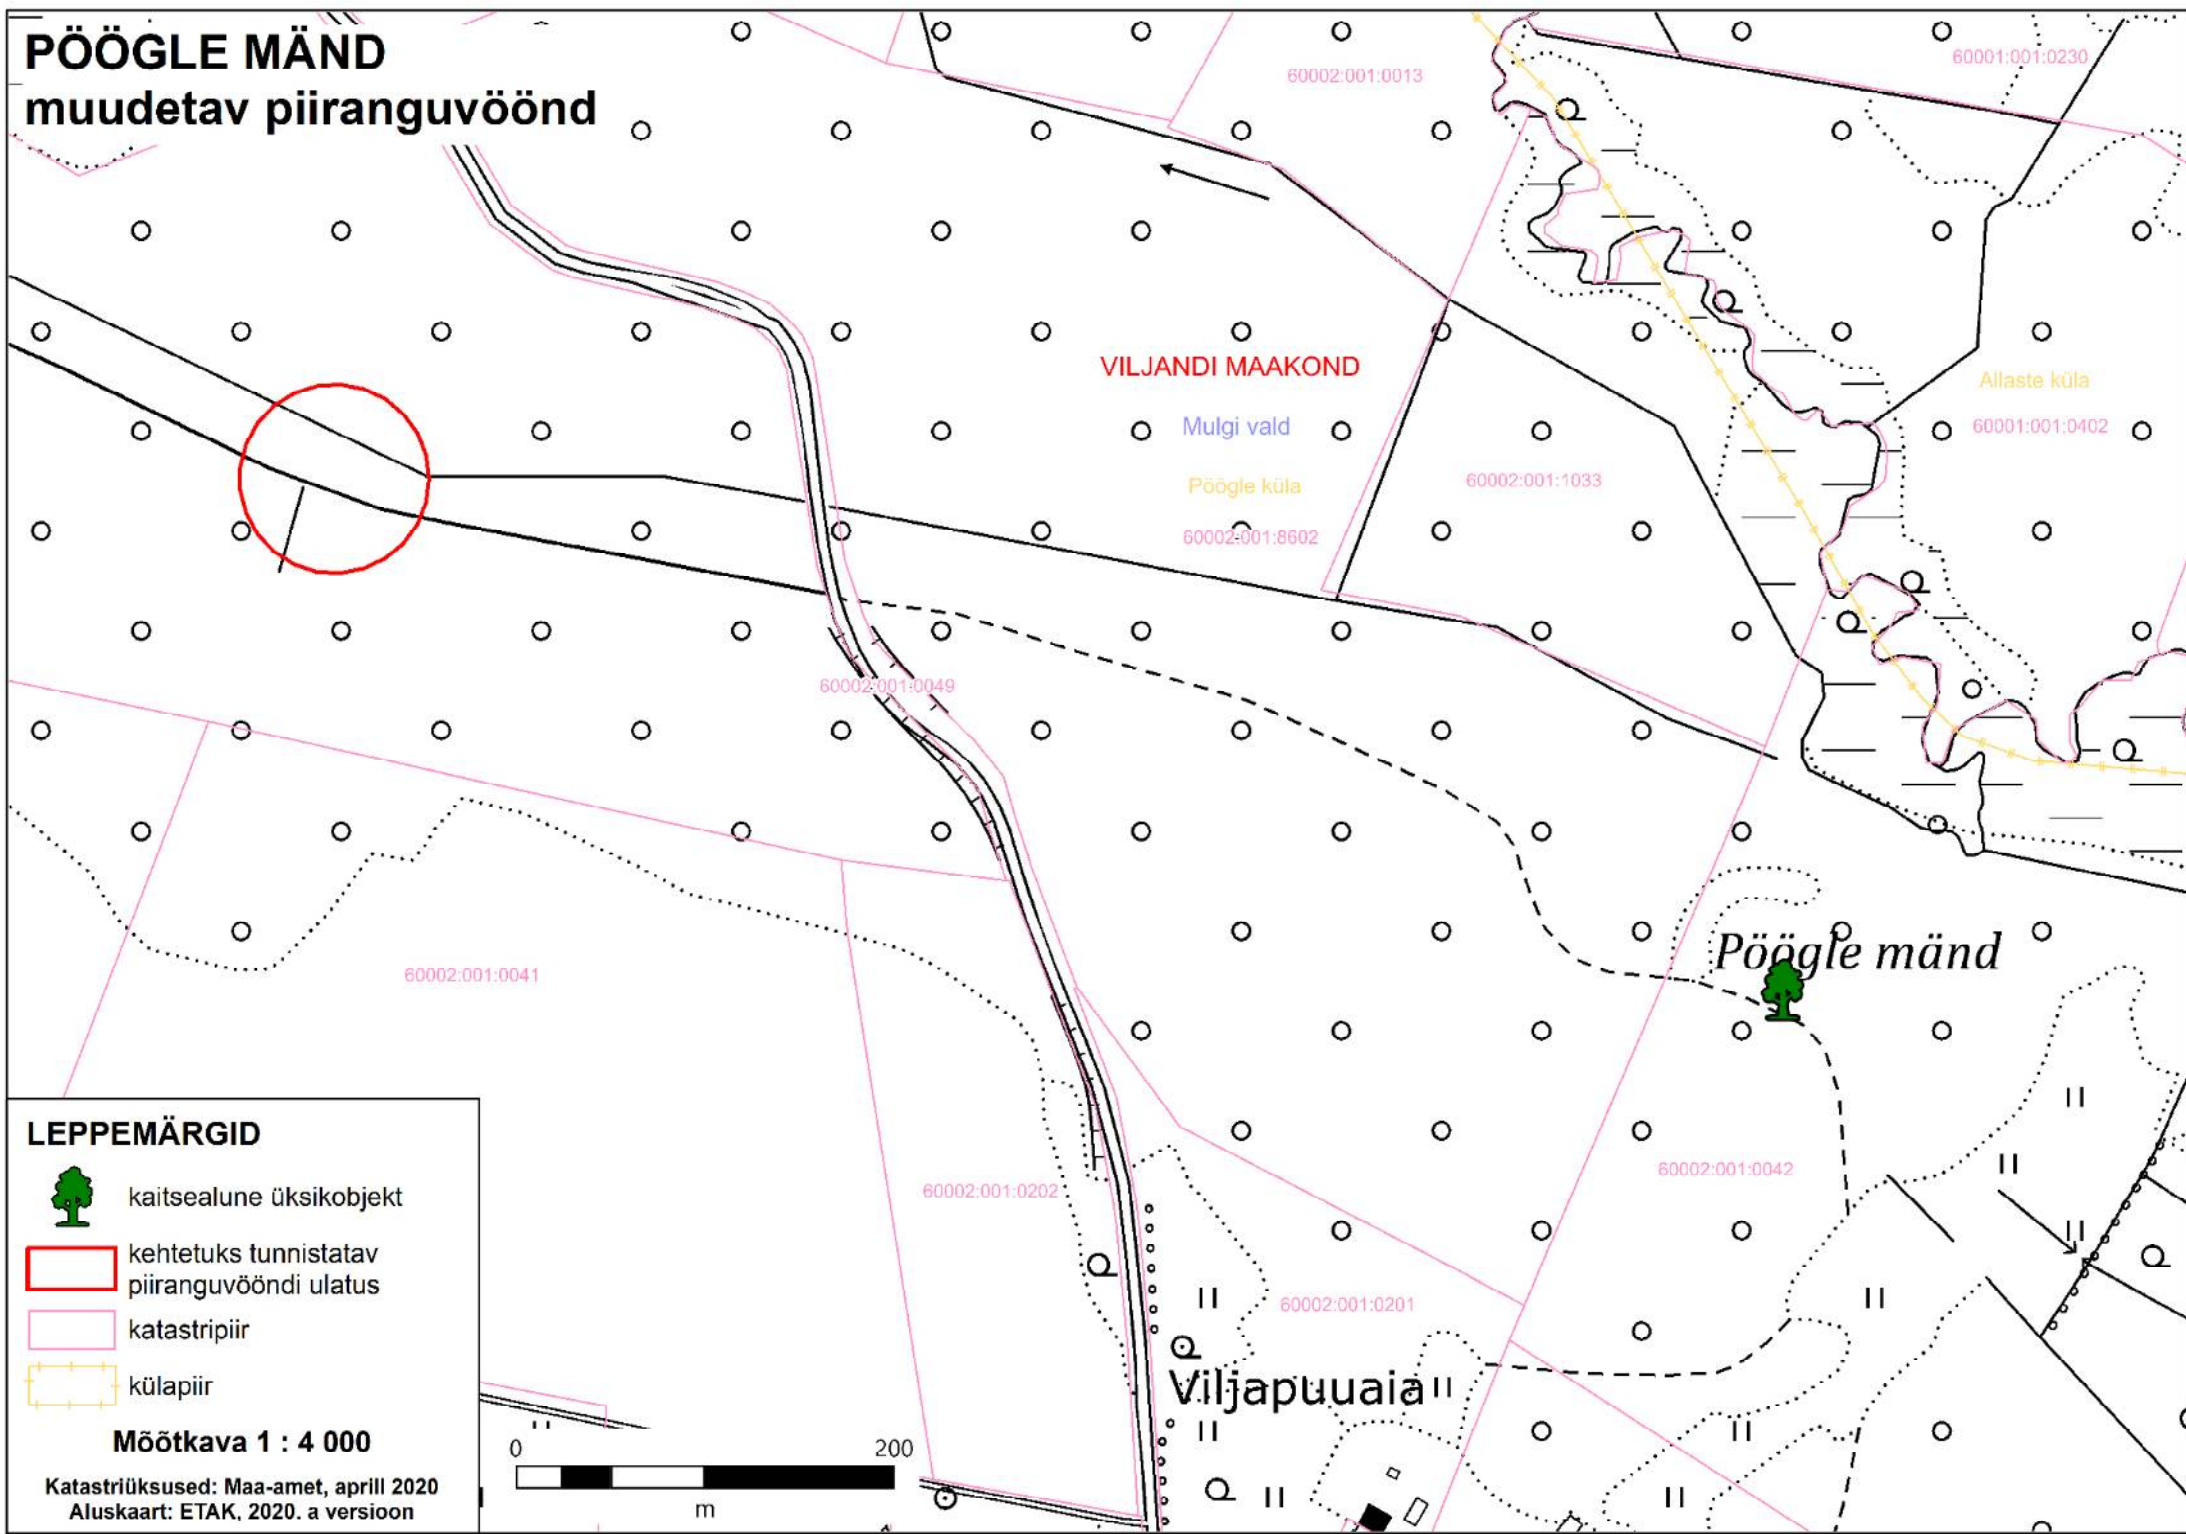 PÖÖGLE MÄND
muudetav piiranguvöönd
60002:001:0013
60001:001:0230
VILJANDI MAAKOND
Mulgi vald
Pöögle küla
60002:001:8602
60002:001:1033
Allaste küla
60001:001:0402
60002:001:0049
60002:001:0041
Pöögle mänd
60002:001:0042
60002:001:0202
60002:001:0201
Viljapuuaia
LEPPEMÄRGID
kaitsealune üksikobjekt
kehtetuks tunnistatav
piiranguvööndi ulatus
katastripiir
külapiir
Mõõtkava 1 : 4 000
Katastriüksused: Maa-amet, aprill 2020
Aluskaart: ETAK, 2020. a versioon
0 200
m